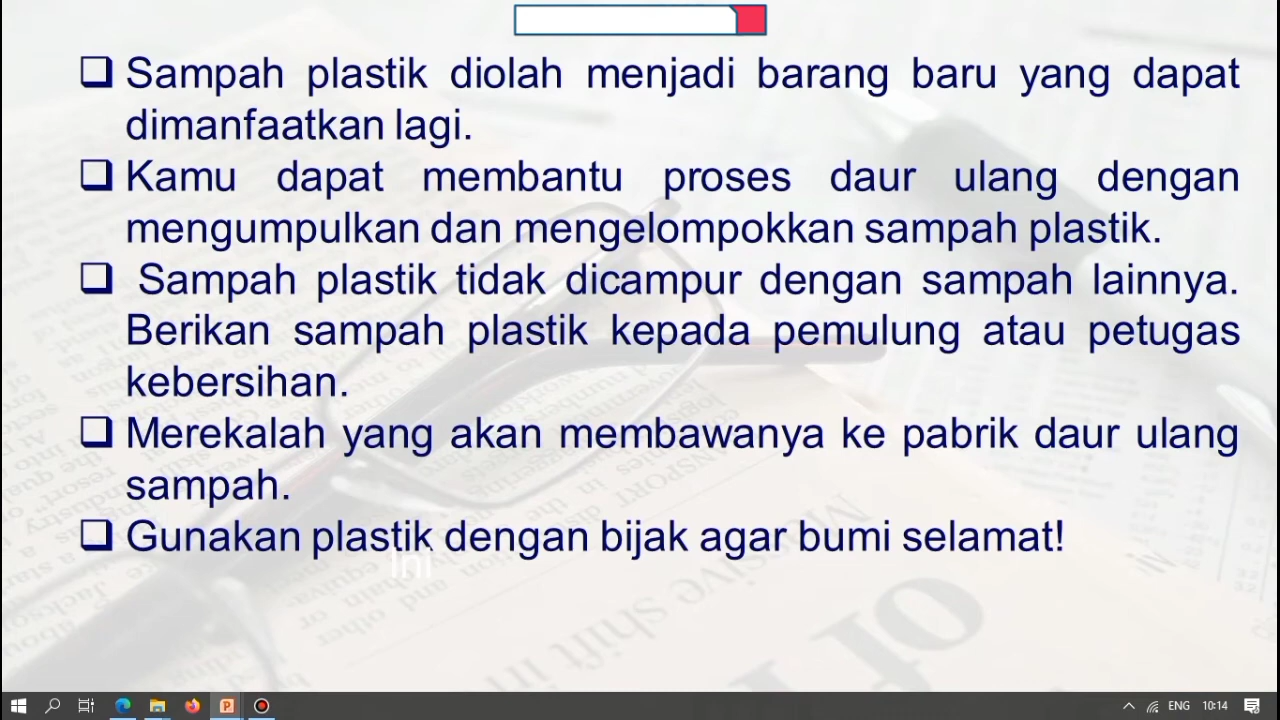 Sampah plastik diolah menjadi barang baru yang dapat
dimanfaatkan lagi.
Kamu dapat membantu proses daur ulang dengan
mengumpulkan dan mengelompokkan sampah plastik.
Sampah plastik tidak dicampur dengan sampah lainnya.
Berikan sampah plastik kepada pemulung atau petugas
kebersihan.
Merekalah yang akan membawanya ke pabrik daur ulang
sampah.
Gunakan plastik dengan bijak agar bumi selamat!
ini
ENG 10:14